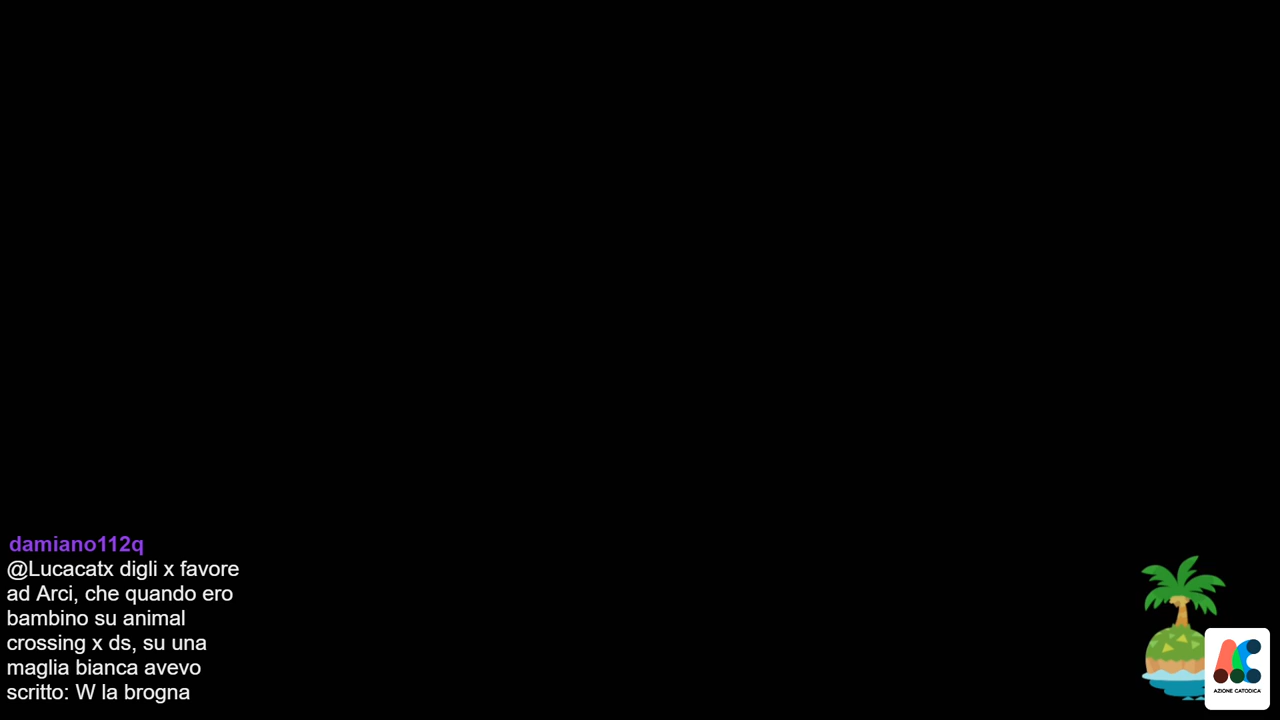 damiano112q
@Lucacatx digli x favore
ad Arci, che quando ero
bambino su animal
crossing x ds, su una
maglia bianca avevo
scritto: W la brogna
AZIONE CATODICA